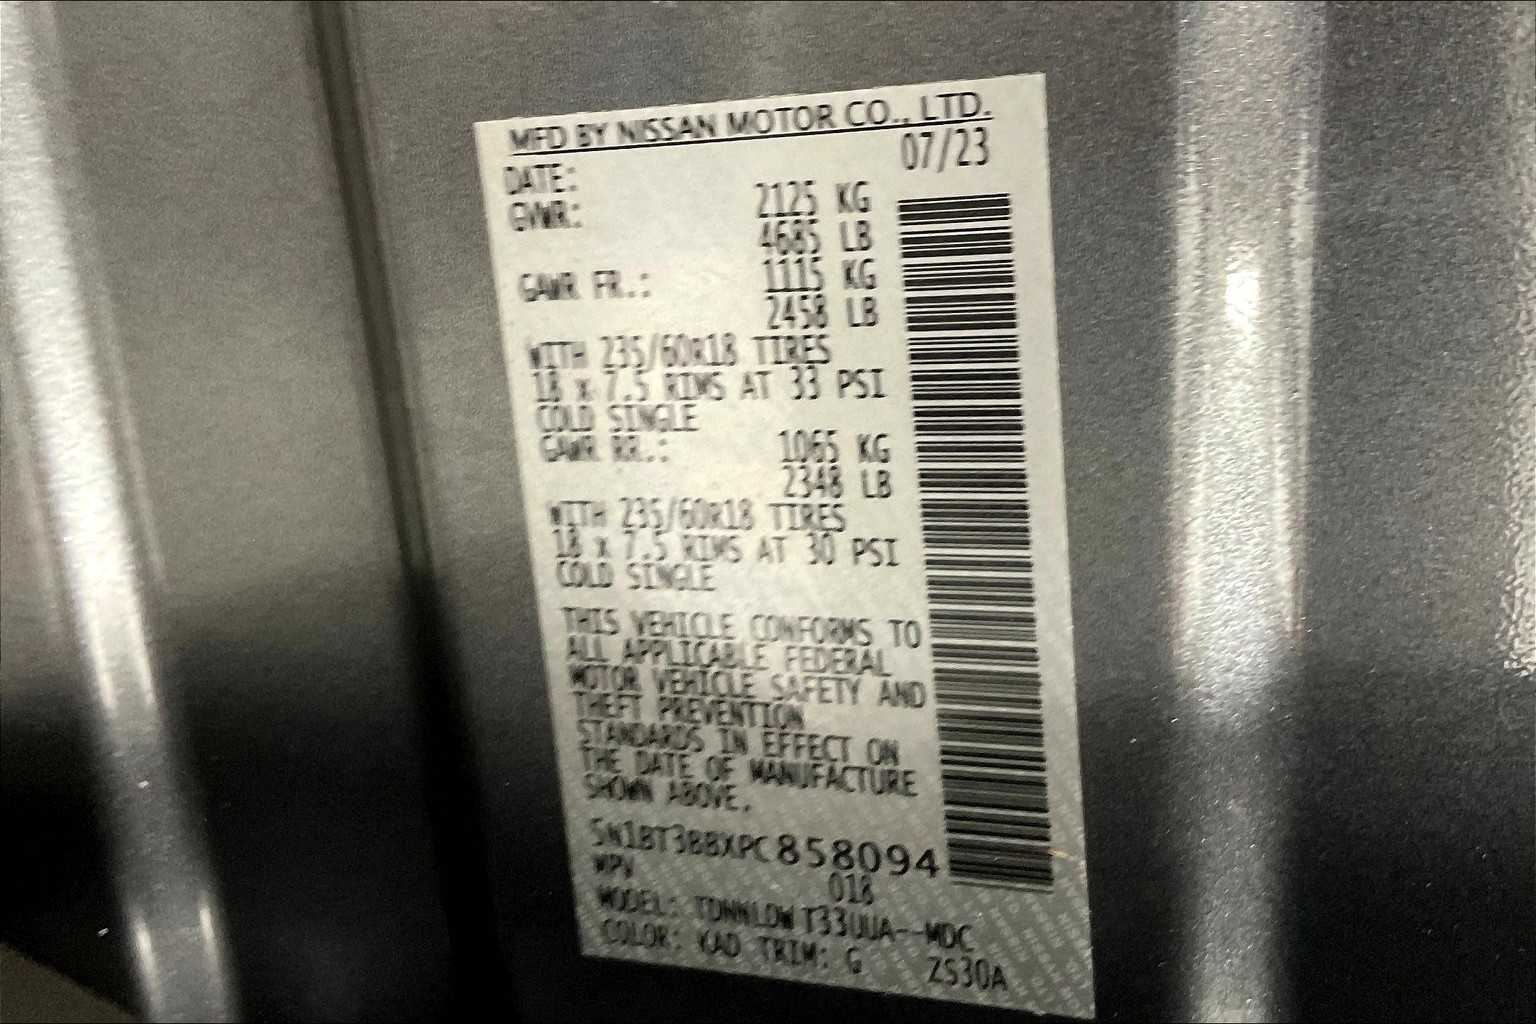 MFD BY NISSAN MOTOR CO., LTD.
DATE: 07/23
GVWR: 2125 KG
4685 LB
GAWR FR.: 1115 KG
2458 LB
WITH 235/60R18 TIRES
18 x 7.5 RIMS AT 33 PSI
COLD SINGLE
GAWR RR.: 1065 KG
2348 LB
WITH 235/60R18 TIRES
18 x 7.5 RIMS AT 30 PSI
COLD SINGLE
THIS VEHICLE CONFORMS TO
ALL APPLICABLE FEDERAL
MOTOR VEHICLE SAFETY AND
THEFT PREVENTION
STANDARDS IN EFFECT ON
THE DATE OF MANUFACTURE
SHOWN ABOVE.
5N1BT3BBXPC858094
MPV 018
MODEL: TDNNLDW T33UUA--MDC
COLOR: KAD TRIM: G ZS30A